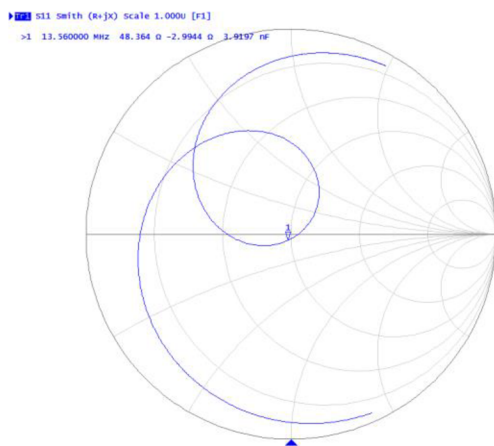 Tr1 S11 Smith (R+jX) Scale 1.000U [F1]
>1 13.560000 MHz 48.364 Ω -2.9944 Ω 3.9197 nF
1